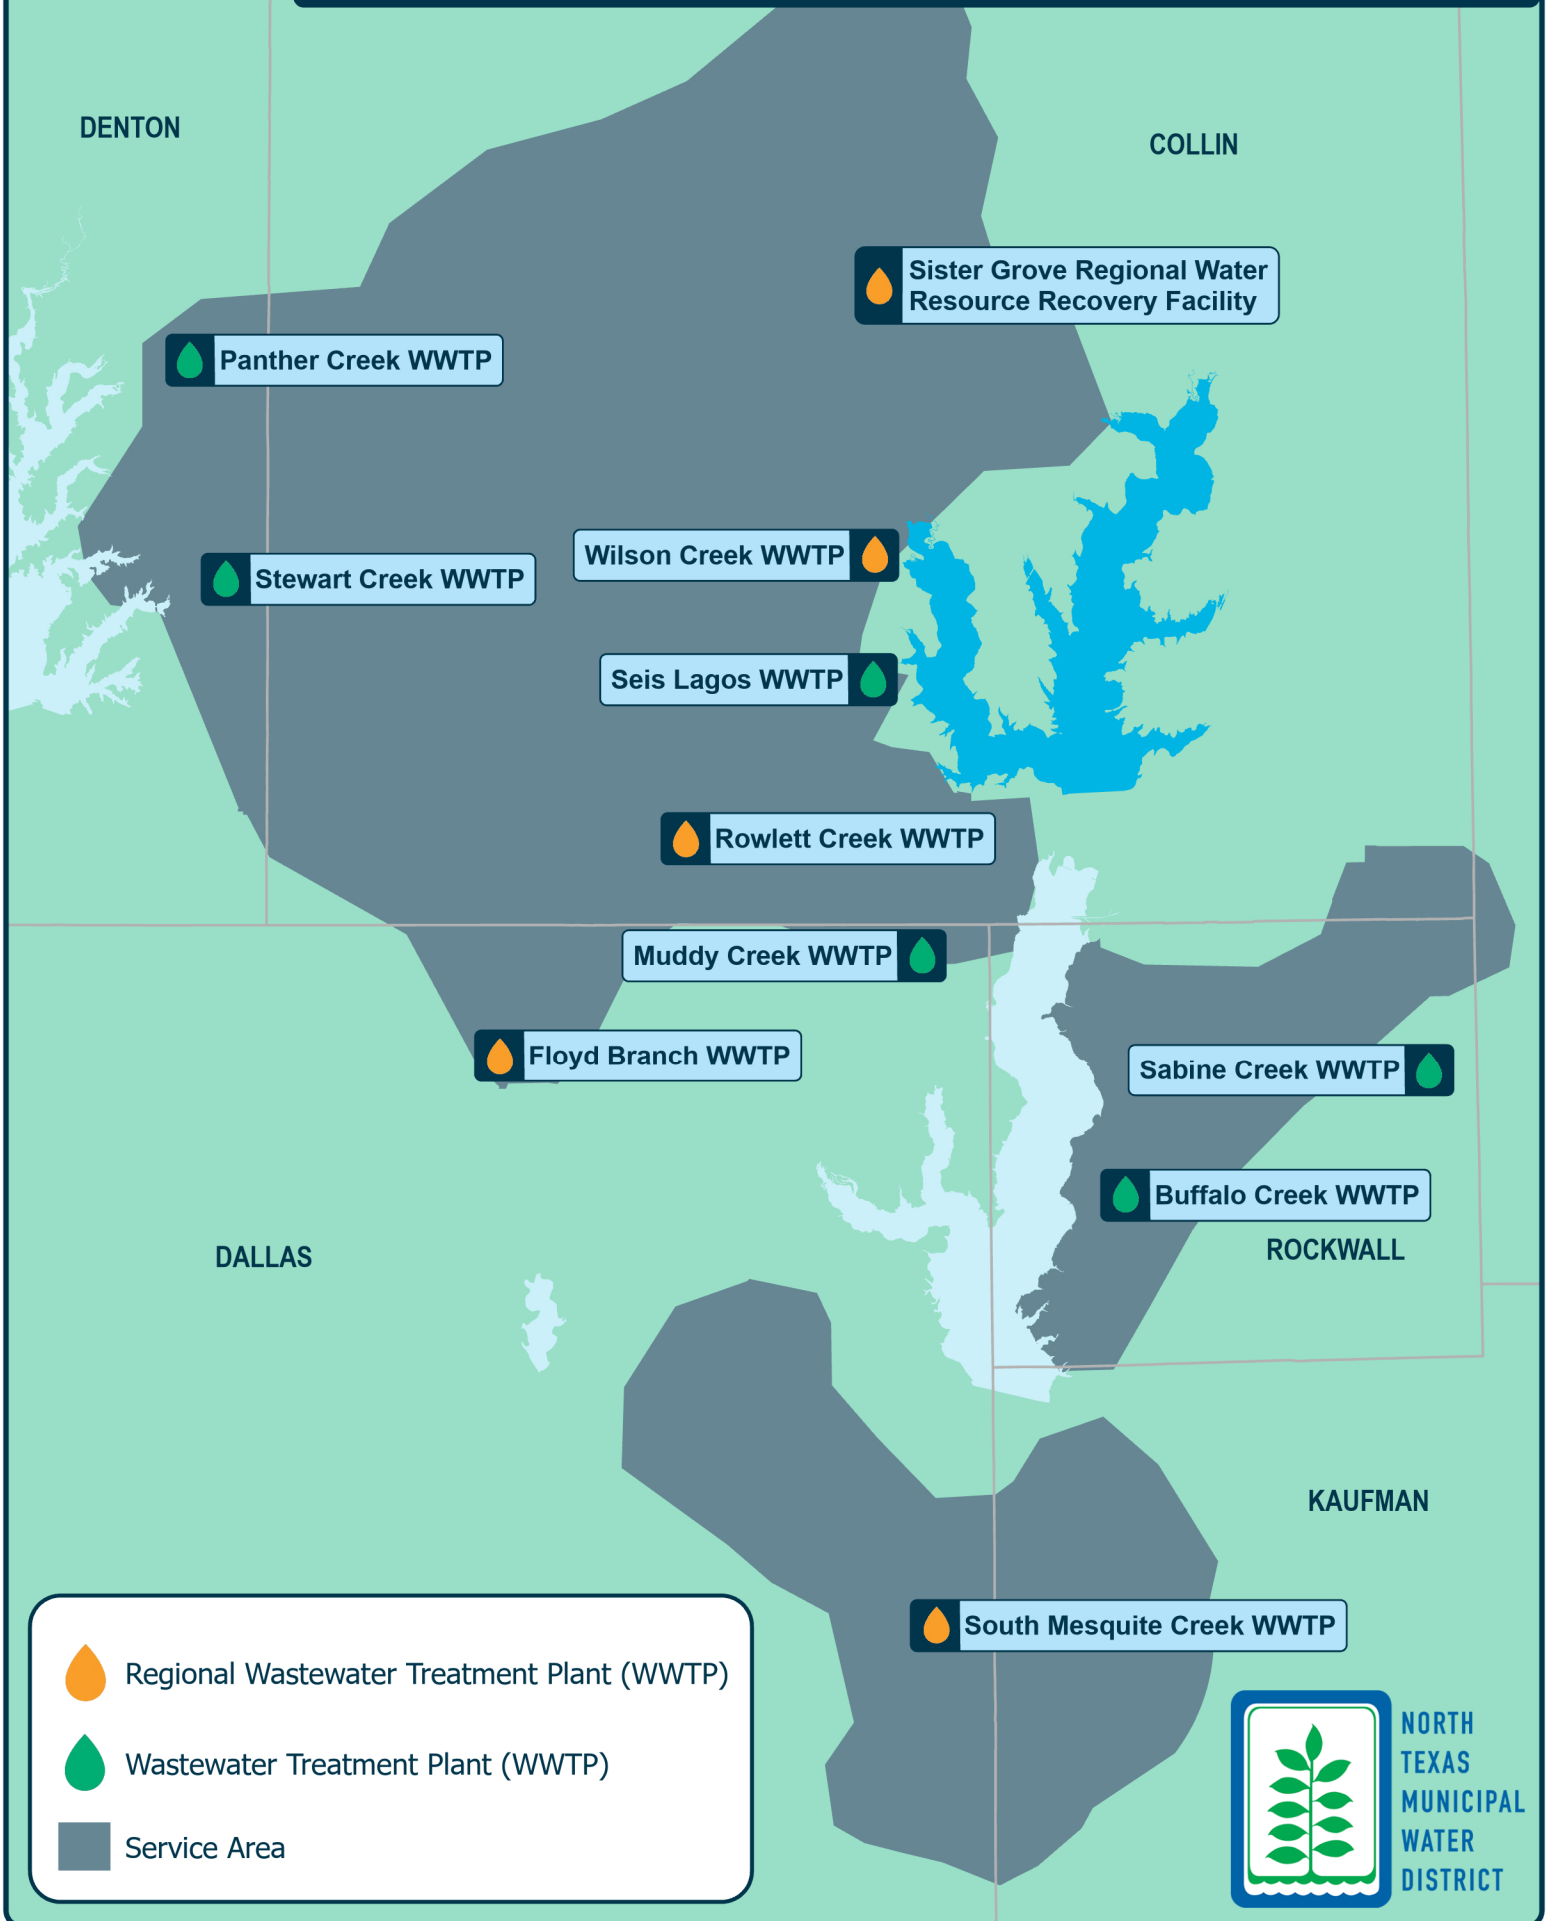 DENTON
COLLIN
Sister Grove Regional Water
Resource Recovery Facility
Panther Creek WWTP
Wilson Creek WWTP
Stewart Creek WWTP
Seis Lagos WWTP
Rowlett Creek WWTP
Muddy Creek WWTP
Floyd Branch WWTP
Sabine Creek WWTP
Buffalo Creek WWTP
ROCKWALL
DALLAS
KAUFMAN
South Mesquite Creek WWTP
Regional Wastewater Treatment Plant (WWTP)
Wastewater Treatment Plant (WWTP)
Service Area
NORTH
TEXAS
MUNICIPAL
WATER
DISTRICT